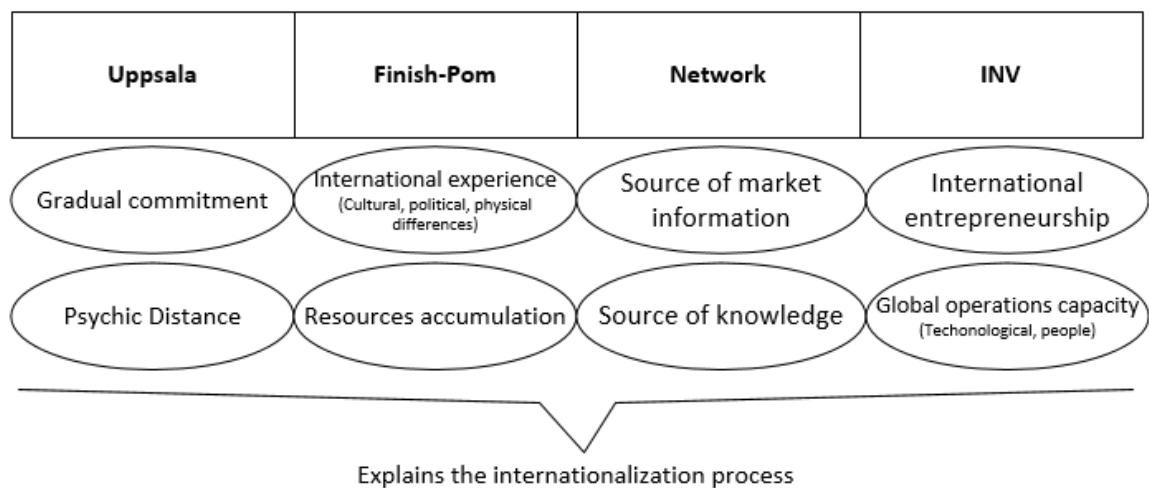 Uppsala
Finish-Pom
Network
INV
Gradual commitment
International experience
(Cultural, political, physical
differences)
Source of market
information
International
entrepreneurship
Psychic Distance
Resources accumulation
Source of knowledge
Global operations capacity
(Techonological, people)
Explains the internationalization process